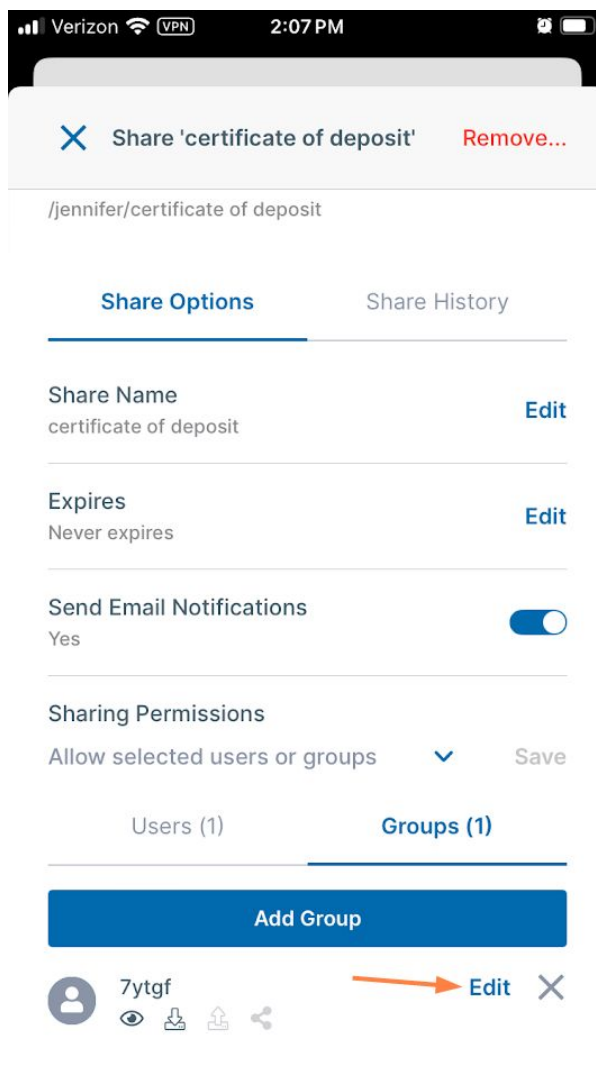 Verizon VPN 2:07 PM
Share 'certificate of deposit' Remove...
/jennifer/certificate of deposit
Share Options Share History
Share Name
Edit
certificate of deposit
Expires
Edit
Never expires
Send Email Notifications
Yes
Sharing Permissions
Allow selected users or groups Save
Users (1) Groups (1)
Add Group
7ytgf Edit